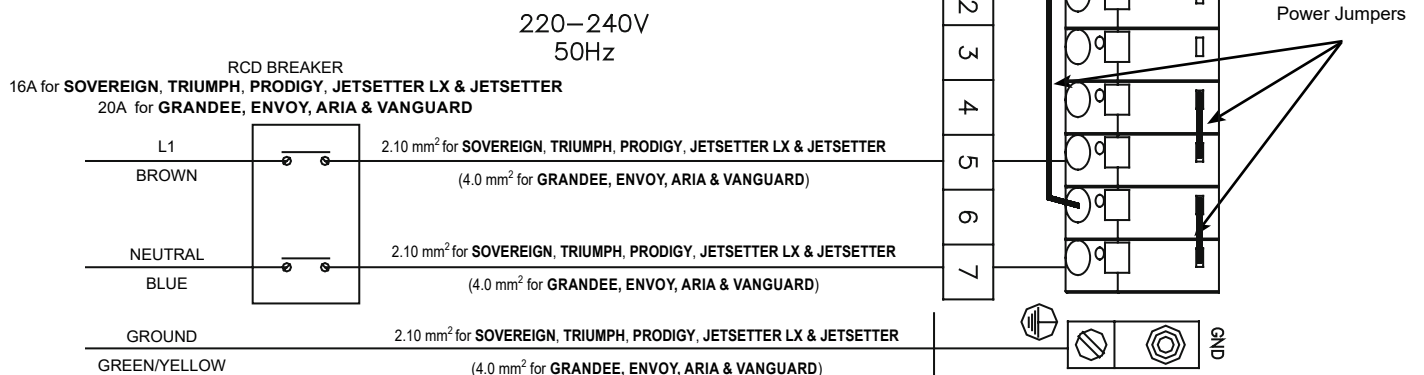 220–240V
50Hz
Power Jumpers
RCD BREAKER
16A for SOVEREIGN, TRIUMPH, PRODIGY, JETSETTER LX & JETSETTER
20A for GRANDEE, ENVOY, ARIA & VANGUARD
L1
BROWN
2.10 mm² for SOVEREIGN, TRIUMPH, PRODIGY, JETSETTER LX & JETSETTER
(4.0 mm² for GRANDEE, ENVOY, ARIA & VANGUARD)
NEUTRAL
BLUE
2.10 mm² for SOVEREIGN, TRIUMPH, PRODIGY, JETSETTER LX & JETSETTER
(4.0 mm² for GRANDEE, ENVOY, ARIA & VANGUARD)
GROUND
GREEN/YELLOW
2.10 mm² for SOVEREIGN, TRIUMPH, PRODIGY, JETSETTER LX & JETSETTER
(4.0 mm² for GRANDEE, ENVOY, ARIA & VANGUARD)
2
3
4
5
6
7
GND